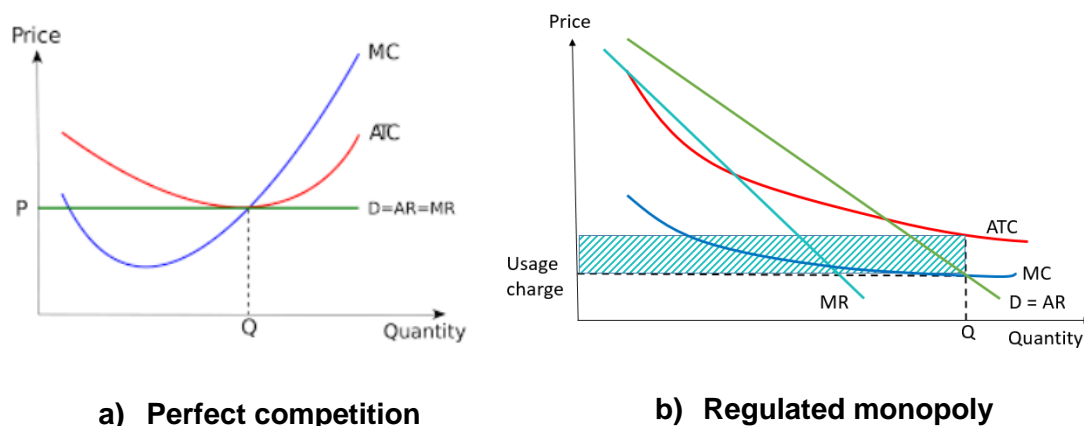 Price
MC
ATC
P
D=AR=MR
Q
Quantity
a) Perfect competition
Price
ATC
Usage
charge
MC
MR
D = AR
Q
Quantity
b) Regulated monopoly